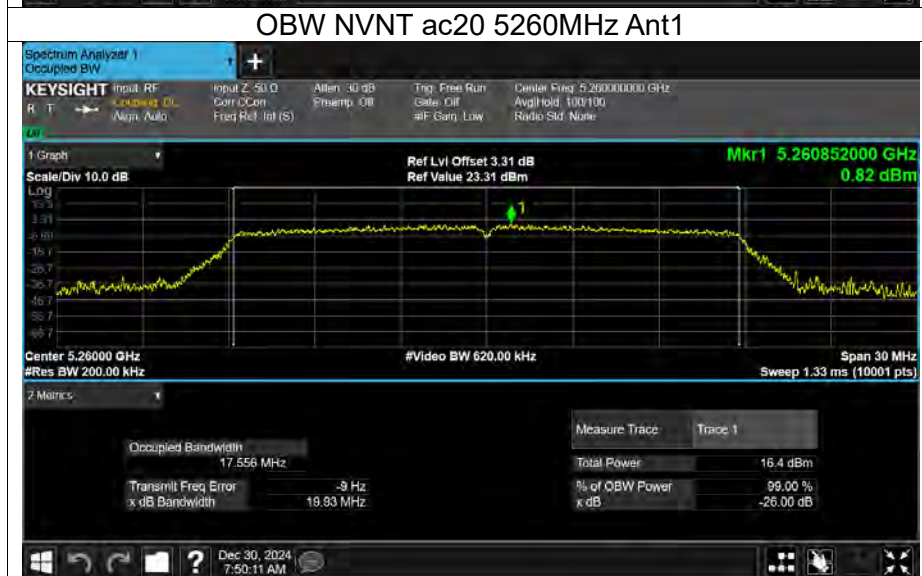 OBW NVNT ac20 5260MHz Ant1
Spectrum Analyzer 1
Occupied BW
+
KEYSIGHT Input: RF Input Z: 50 Ω Atten: 30 dB Trig: Free Run Center Freq: 5.260000000 GHz
R T Coupling: DC Corr CCorr Preamp: Off Gate: Off Avg|Hold: 100/100
Align: Auto Freq Ref: Int (S) #IF Gain: Low Radio Std: None
1 Graph
Ref Lvl Offset 3.31 dB Mkr1 5.260852000 GHz
Scale/Div 10.0 dB Ref Value 23.31 dBm 0.82 dBm
Log
1
Center 5.26000 GHz #Video BW 620.00 kHz Span 30 MHz
#Res BW 200.00 kHz Sweep 1.33 ms (10001 pts)
2 Metrics
Measure Trace Trace 1
Occupied Bandwidth
17.556 MHz Total Power 16.4 dBm
Transmit Freq Error -9 Hz % of OBW Power 99.00 %
x dB Bandwidth 19.93 MHz x dB -26.00 dB
? Dec 30, 2024
7:50:11 AM